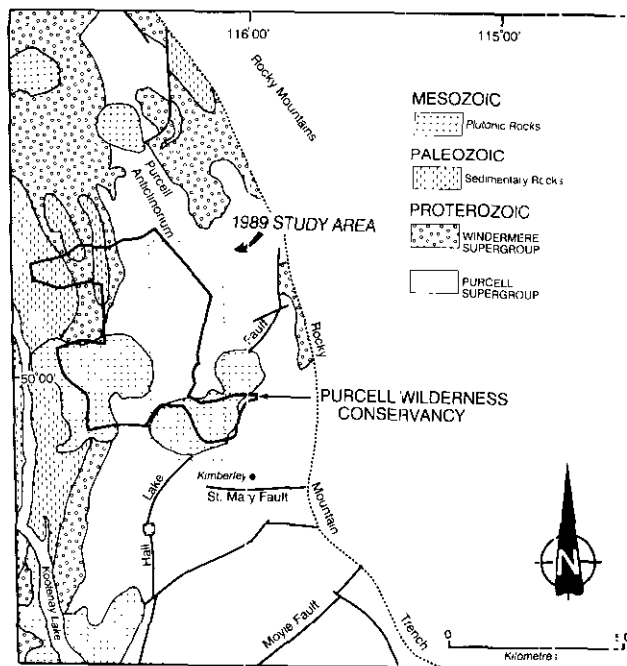 116°00'
115°00'
Rocky Mountains
MESOZOIC
Plutonic Rocks
PALEOZOIC
Sedimentary Rocks
PROTEROZOIC
WINDERMERE
SUPERGROUP
PURCELL
SUPERGROUP
Purcell
Anticlinorium
1989 STUDY AREA
Fault
Rocky
50°00'
PURCELL WILDERNESS
CONSERVANCY
Kimberley
St. Mary Fault
Lake
Hall
Mountain
Kootenay Lake
Moyie Fault
Trench
N
0
Kilometres